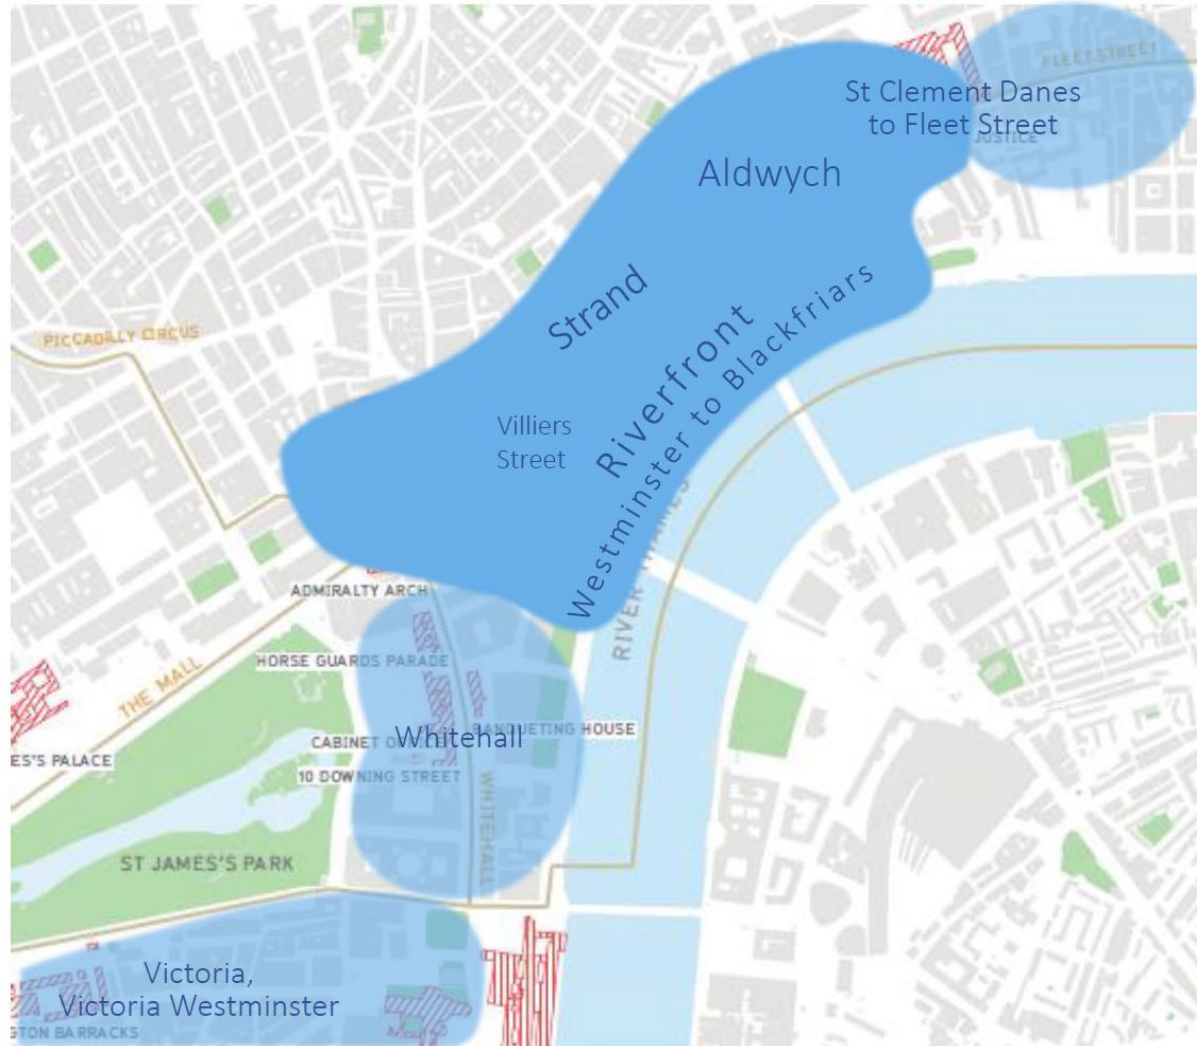 FLEET STREET
St Clement Danes
to Fleet Street
JUSTICE
Aldwych
Strand
Riverfront
Westminster to Blackfriars
PICCADILLY CIRCUS
Villiers
Street
RIVER THAMES
ADMIRALTY ARCH
HORSE GUARDS PARADE
THE MALL
BANQUETING HOUSE
CABINET
Whitehall
ES'S PALACE
10 DOWNING STREET
WHITEHALL
ST JAMES'S PARK
Victoria,
Victoria Westminster
GTON BARRACKS